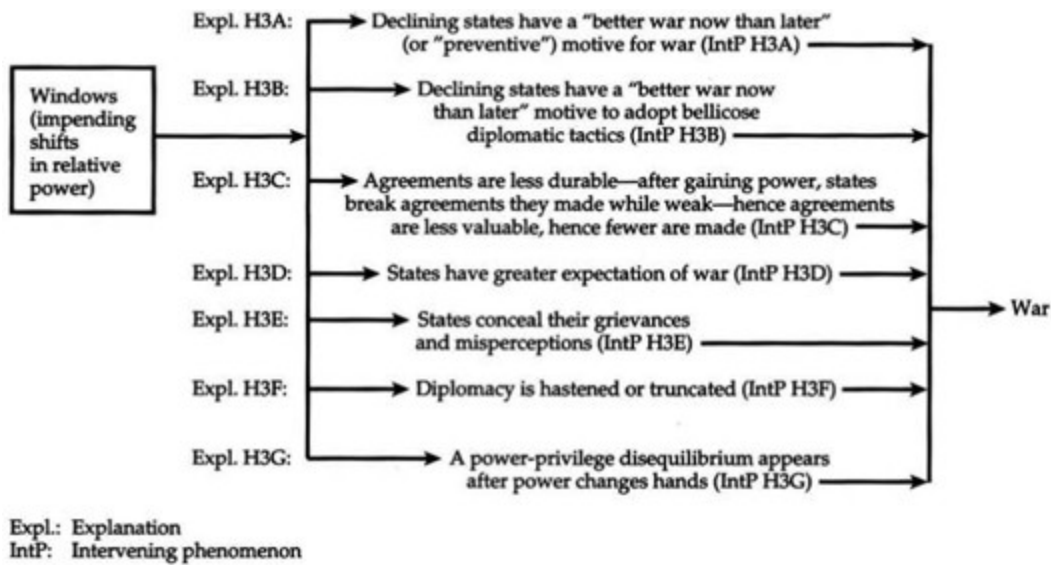 Expl. H3A: Declining states have a “better war now than later”
(or “preventive”) motive for war (IntP H3A)
Windows
(impending
shifts
in relative
power)
Expl. H3B: Declining states have a “better war now
than later” motive to adopt bellicose
diplomatic tactics (IntP H3B)
Expl. H3C: Agreements are less durable—after gaining power, states
break agreements they made while weak—hence agreements
are less valuable, hence fewer are made (IntP H3C)
Expl. H3D: States have greater expectation of war (IntP H3D)
War
Expl. H3E: States conceal their grievances
and misperceptions (IntP H3E)
Expl. H3F: Diplomacy is hastened or truncated (IntP H3F)
Expl. H3G: A power-privilege disequilibrium appears
after power changes hands (IntP H3G)
Expl.: Explanation
IntP: Intervening phenomenon